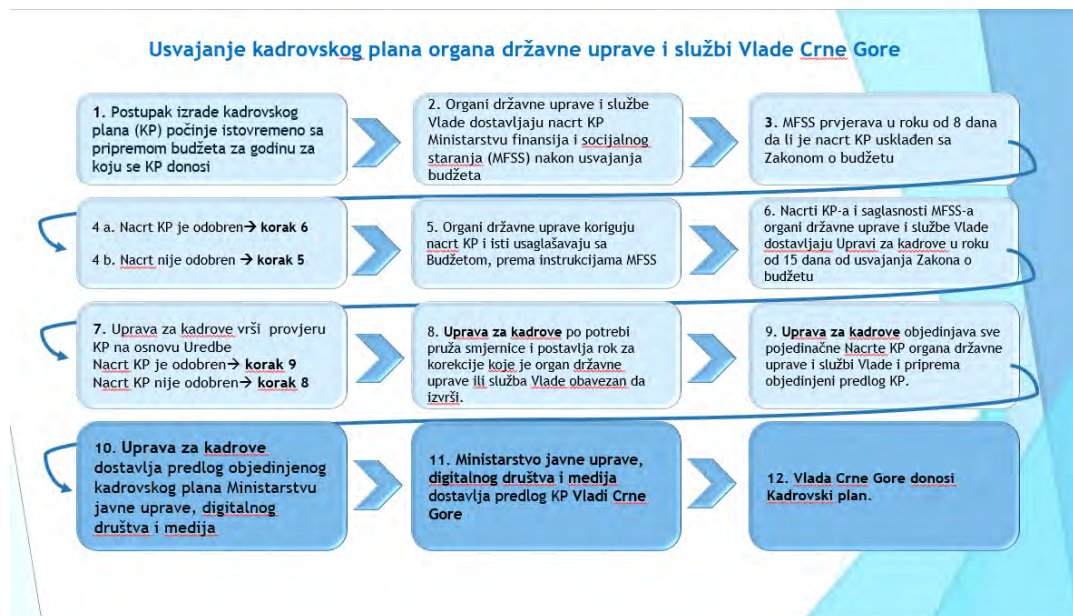 Usvajanje kadrovskog plana organa državne uprave i službi Vlade Crne Gore
1. Postupak izrade kadrovskog
plana (KP) počinje istovremeno sa
pripremom budžeta za godinu za
koju se KP donosi
2. Organi državne uprave i službe
Vlade dostavljaju nacrt KP
Ministarstvu finansija i socijalnog
staranja (MFSS) nakon usvajanja
budžeta
3. MFSS prvjerava u roku od 8 dana
da li je nacrt KP usklađen sa
Zakonom o budžetu
4 a. Nacrt KP je odobren→ korak 6
4 b. Nacrt nije odobren → korak 5
5. Organi državne uprave koriguju
nacrt KP i isti usaglašavaju sa
Budžetom, prema instrukcijama MFSS
6. Nacrti KP-a i saglasnosti MFSS-a
organi državne uprave i službe Vlade
dostavljaju Upravi za kadrove u roku
od 15 dana od usvajanja Zakona o
budžetu
7. Uprava za kadrove vrši provjeru
KP na osnovu Uredbe
Nacrt KP je odobren→ korak 9
Nacrt KP nije odobren→ korak 8
8. Uprava za kadrove po potrebi
pruža smjernice i postavlja rok za
korekcije koje je organ državne
uprave ili služba Vlade obavezan da
izvrši.
9. Uprava za kadrove objedinjava sve
pojedinačne Nacrte KP organa državne
uprave i službi Vlade i priprema
objedinjeni predlog KP.
10. Uprava za kadrove
dostavlja predlog objedinjenog
kadrovskog plana Ministarstvu
javne uprave, digitalnog
društva i medija
11. Ministarstvo javne uprave,
digitalnog društva i medija
dostavlja predlog KP Vladi Crne
Gore
12. Vlada Crne Gore donosi
Kadrovski plan.